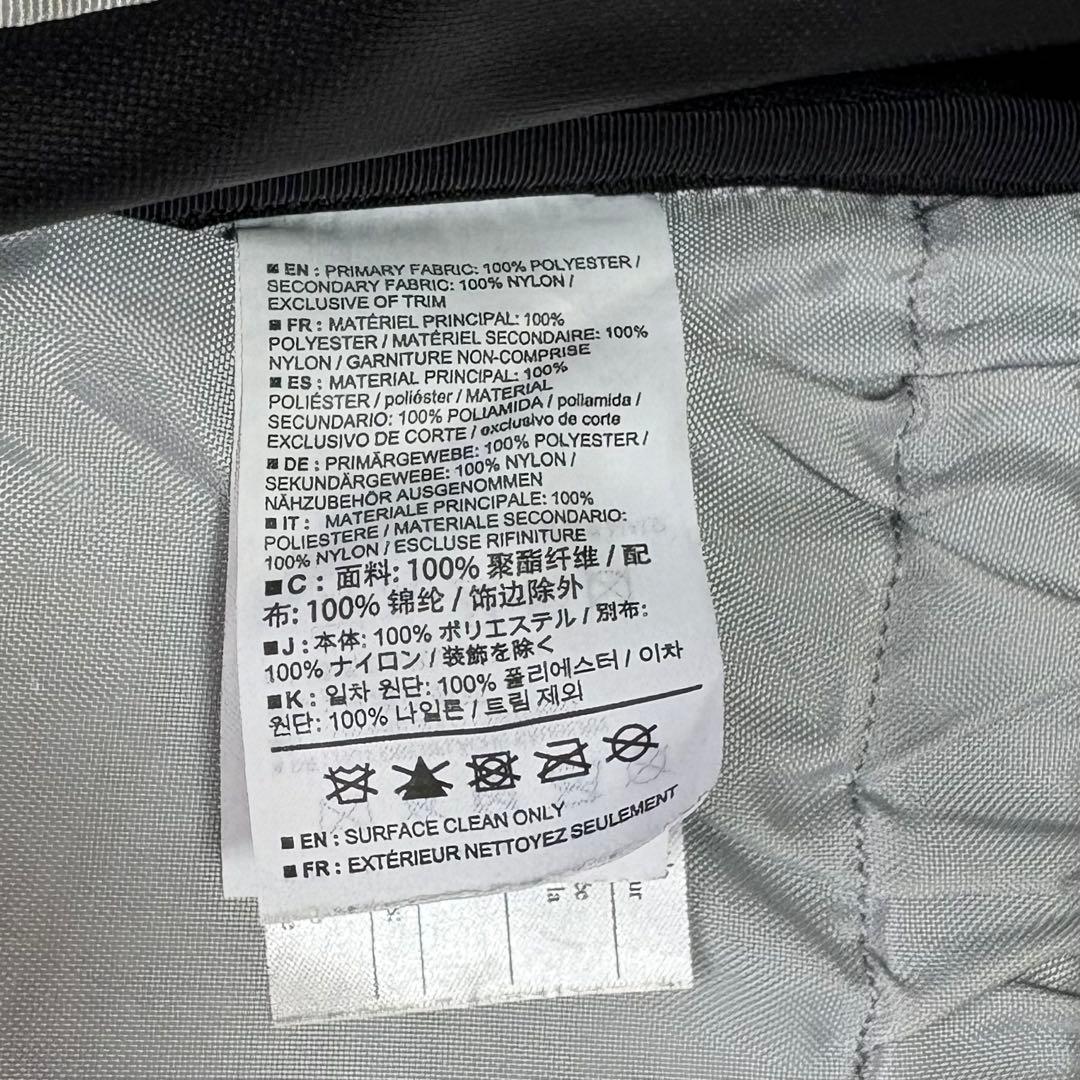 EN : PRIMARY FABRIC: 100% POLYESTER /
SECONDARY FABRIC: 100% NYLON /
EXCLUSIVE OF TRIM
FR : MATÉRIEL PRINCIPAL: 100%
POLYESTER / MATÉRIEL SECONDAIRE: 100%
NYLON / GARNITURE NON-COMPRISE
ES : MATERIAL PRINCIPAL: 100%
POLIÉSTER / poliéster / MATERIAL
SECUNDARIO: 100% POLIAMIDA / poliamida /
EXCLUSIVO DE CORTE / exclusivo de corte
DE : PRIMÄRGEWEBE: 100% POLYESTER /
SEKUNDÄRGEWEBE: 100% NYLON /
NÄHZUBEHÖR AUSGENOMMEN
IT : MATERIALE PRINCIPALE: 100%
POLIESTERE / MATERIALE SECONDARIO:
100% NYLON / ESCLUSE RIFINITURE
C : 面料: 100% 聚酯纤维 / 配
布: 100% 锦纶 / 饰边除外
J : 本体: 100% ポリエステル / 別布:
100% ナイロン / 装飾を除く
K : 일차 원단: 100% 폴리에스터 / 이차
원단: 100% 나일론 / 트림 제외
EN : SURFACE CLEAN ONLY
FR : EXTÉRIEUR NETTOYEZ SEULEMENT